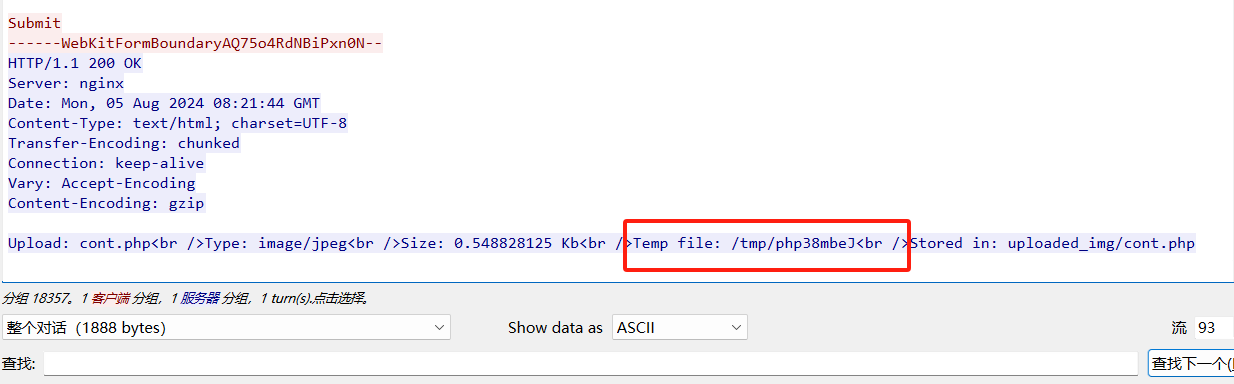 Submit
------WebKitFormBoundaryAQ75o4RdNBiPxn0N--
HTTP/1.1 200 OK
Server: nginx
Date: Mon, 05 Aug 2024 08:21:44 GMT
Content-Type: text/html; charset=UTF-8
Transfer-Encoding: chunked
Connection: keep-alive
Vary: Accept-Encoding
Content-Encoding: gzip
Upload: cont.php<br />Type: image/jpeg<br />Size: 0.548828125 Kb<br />Temp file: /tmp/php38mbeJ<br />Stored in: uploaded_img/cont.php
分组 18357。1 客户端 分组，1 服务器 分组，1 turn(s).点击选择。
整个对话（1888 bytes） Show data as ASCII 流 93
查找: 查找下一个(